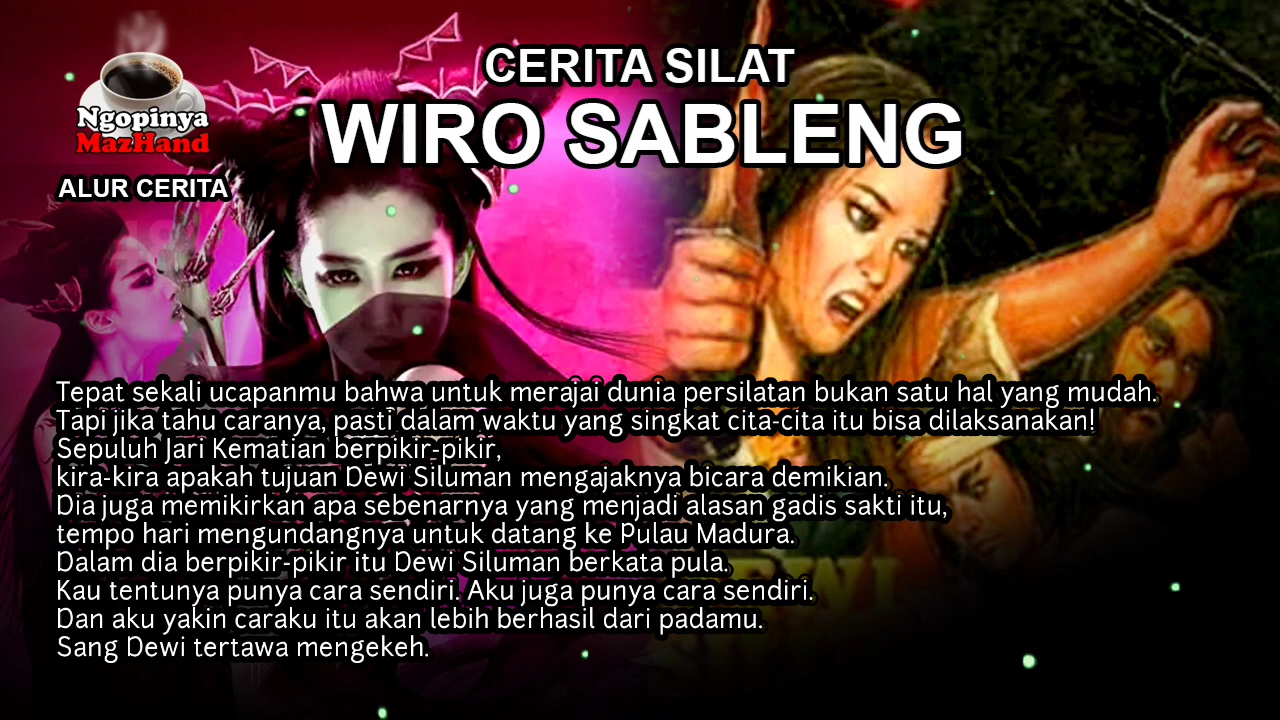 CERITA SILAT
WIRO SABLENG
Ngopinya
MazHand
ALUR CERITA
Tepat sekali ucapanmu bahwa untuk merajai dunia persilatan bukan satu hal yang mudah.
Tapi jika tahu caranya, pasti dalam waktu yang singkat cita-cita itu bisa dilaksanakan!
Sepuluh Jari Kematian berpikir-pikir,
kira-kira apakah tujuan Dewi Siluman mengajaknya bicara demikian.
Dia juga memikirkan apa sebenarnya yang menjadi alasan gadis sakti itu,
tempo hari mengundangnya untuk datang ke Pulau Madura.
Dalam dia berpikir-pikir itu Dewi Siluman berkata pula.
Kau tentunya punya cara sendiri. Aku juga punya cara sendiri.
Dan aku yakin caraku itu akan lebih berhasil dari padamu.
Sang Dewi tertawa mengekeh.